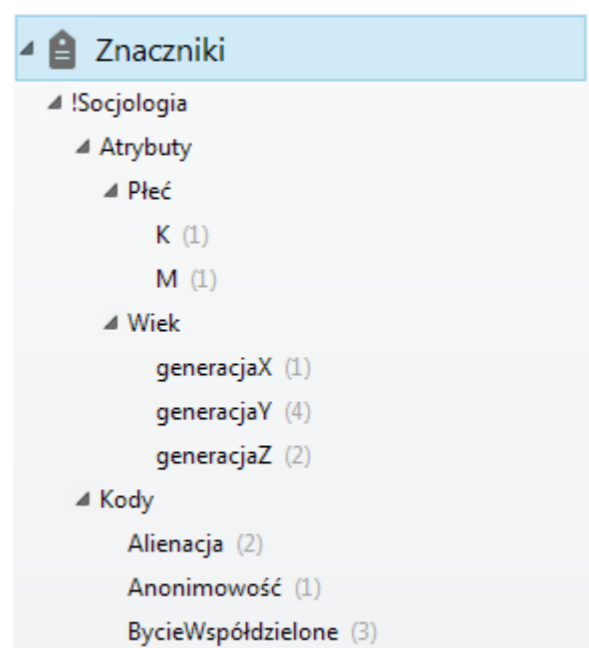 Znaczniki
!Socjologia
Atrybuty
Płeć
K (1)
M (1)
Wiek
generacjaX (1)
generacjaY (4)
generacjaZ (2)
Kody
Alienacja (2)
Anonimowość (1)
BycieWspółdzielone (3)